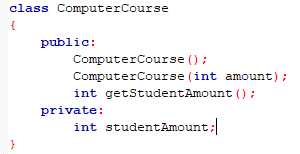 class ComputerCourse
{
    public:
        ComputerCourse();
        ComputerCourse(int amount);
        int getStudentAmount();
    private:
        int studentAmount;
}